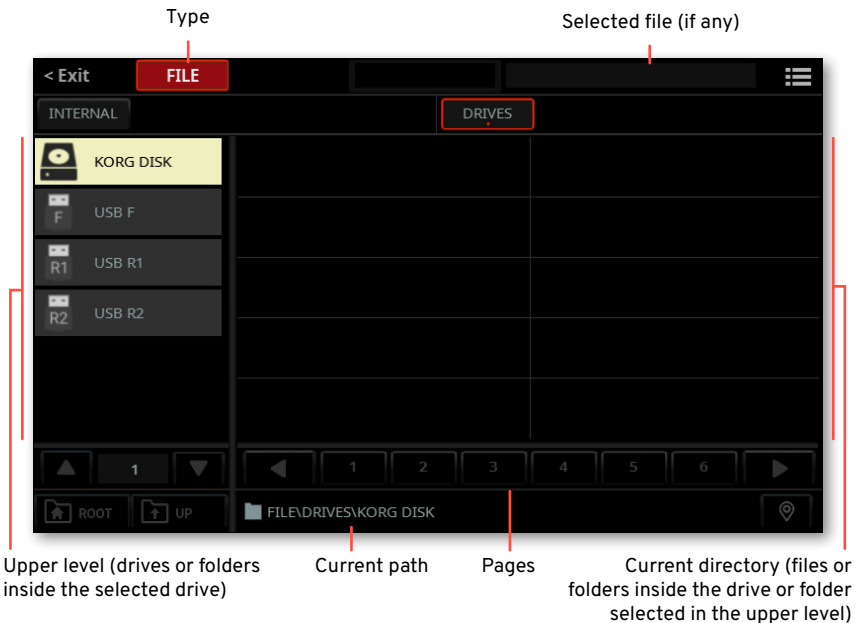 Type
Selected file (if any)
< Exit
FILE
INTERNAL
DRIVES
KORG DISK
F
USB F
R1
USB R1
R2
USB R2
1
1
2
3
4
5
6
ROOT
UP
FILE\DRIVES\KORG DISK
Upper level (drives or folders
inside the selected drive)
Current path
Pages
Current directory (files or
folders inside the drive or folder
selected in the upper level)